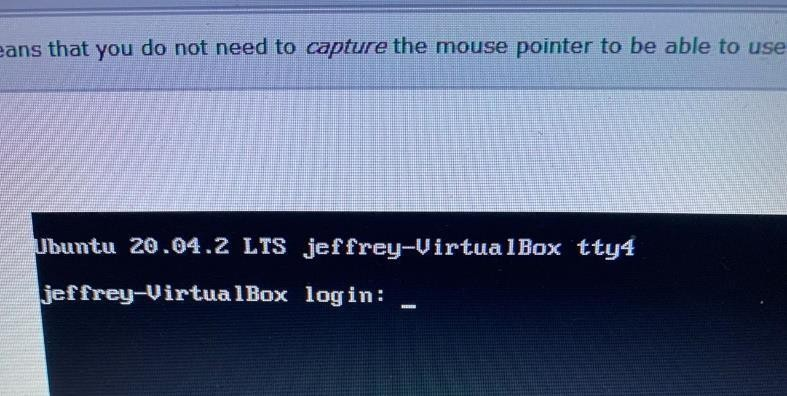 that you do not need to capture the mouse pointer to be able to use
Ubuntu 20.04.2 LTS jeffrey-VirtualBox tty4
jeffrey-VirtualBox login: _